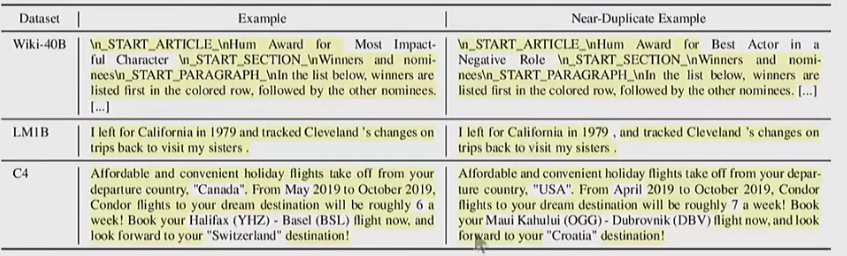 Dataset Example Near-Duplicate Example
Wiki-40B \n_START_ARTICLE_\nHum Award for Most Impact- \n_START_ARTICLE_\nHum Award for Best Actor in a
ful Character \n_START_SECTION_\nWinners and nomi- Negative Role \n_START_SECTION_\nWinners and nomi-
nees\n_START_PARAGRAPH_\nIn the list below, winners are nees\n_START_PARAGRAPH_\nIn the list below, winners are
listed first in the colored row, followed by the other nominees. listed first in the colored row, followed by the other nominees. [...]
[...]
LM1B I left for California in 1979 and tracked Cleveland 's changes on I left for California in 1979 , and tracked Cleveland 's changes on
trips back to visit my sisters . trips back to visit my sisters .
C4 Affordable and convenient holiday flights take off from your Affordable and convenient holiday flights take off from your depar-
departure country, "Canada". From May 2019 to October 2019, ture country, "USA". From April 2019 to October 2019, Condor
Condor flights to your dream destination will be roughly 6 a flights to your dream destination will be roughly 7 a week! Book
week! Book your Halifax (YHZ) - Basel (BSL) flight now, and your Maui Kahului (OGG) - Dubrovnik (DBV) flight now, and look
look forward to your "Switzerland" destination! forward to your "Croatia" destination!